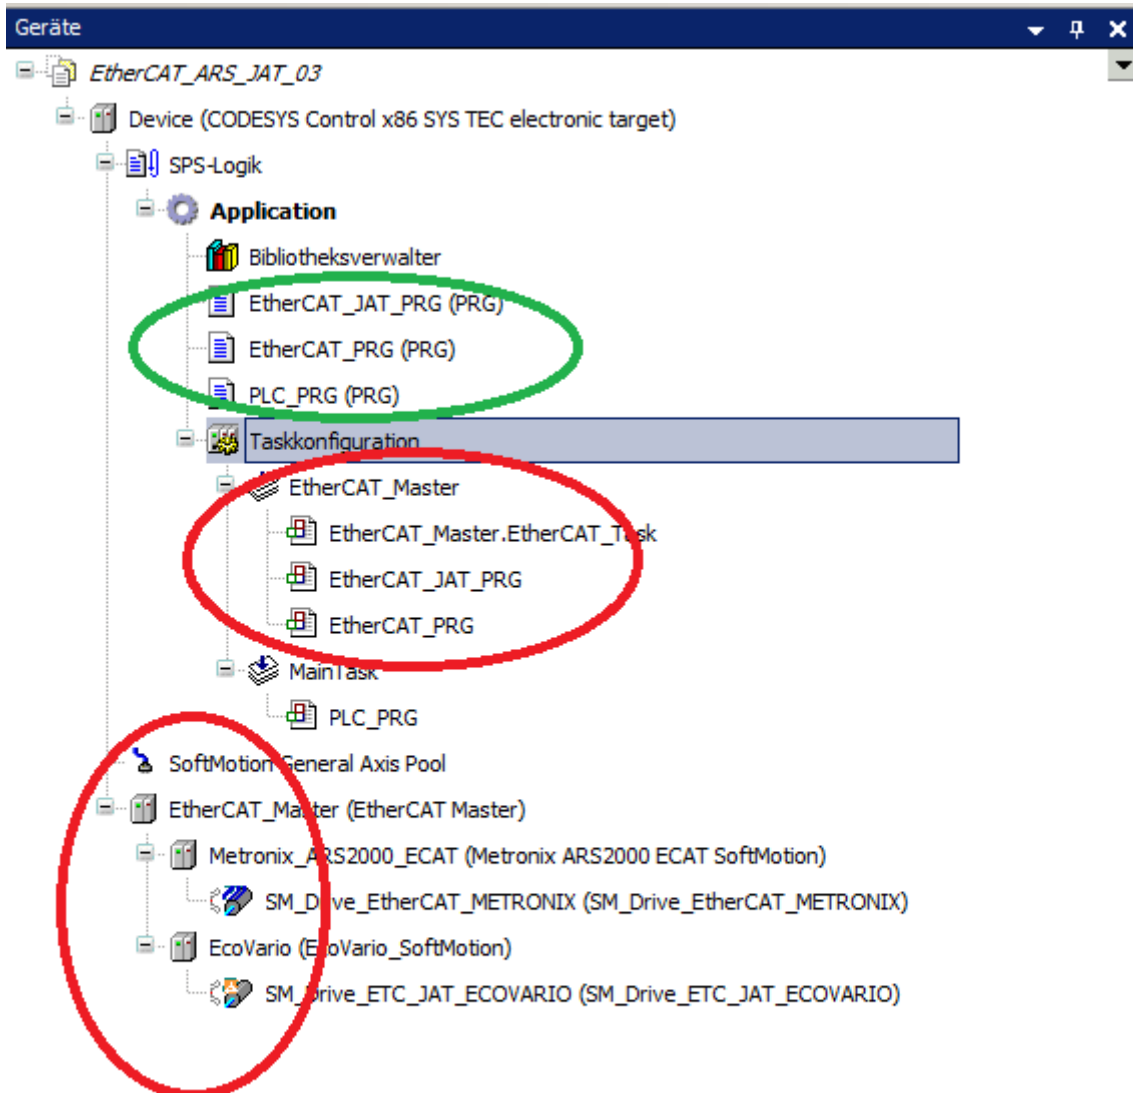 Geräte
EtherCAT_ARS_JAT_03
Device (CODESYS Control x86 SYS TEC electronic target)
SPS-Logik
Application
Bibliotheksverwalter
EtherCAT_JAT_PRG (PRG)
EtherCAT_PRG (PRG)
PLC_PRG (PRG)
Taskkonfiguration
EtherCAT_Master
EtherCAT_Master.EtherCAT_Task
EtherCAT_JAT_PRG
EtherCAT_PRG
MainTask
PLC_PRG
SoftMotion General Axis Pool
EtherCAT_Master (EtherCAT Master)
Metronix_ARS2000_ECAT (Metronix ARS2000 ECAT SoftMotion)
SM_Drive_EtherCAT_METRONIX (SM_Drive_EtherCAT_METRONIX)
EcoVario (EcoVario_SoftMotion)
SM_Drive_ETC_JAT_ECOVARIO (SM_Drive_ETC_JAT_ECOVARIO)